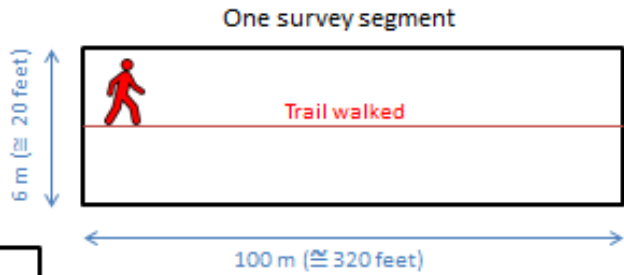 One survey segment
6 m (≅ 20 feet)
Trail walked
100 m (≅ 320 feet)